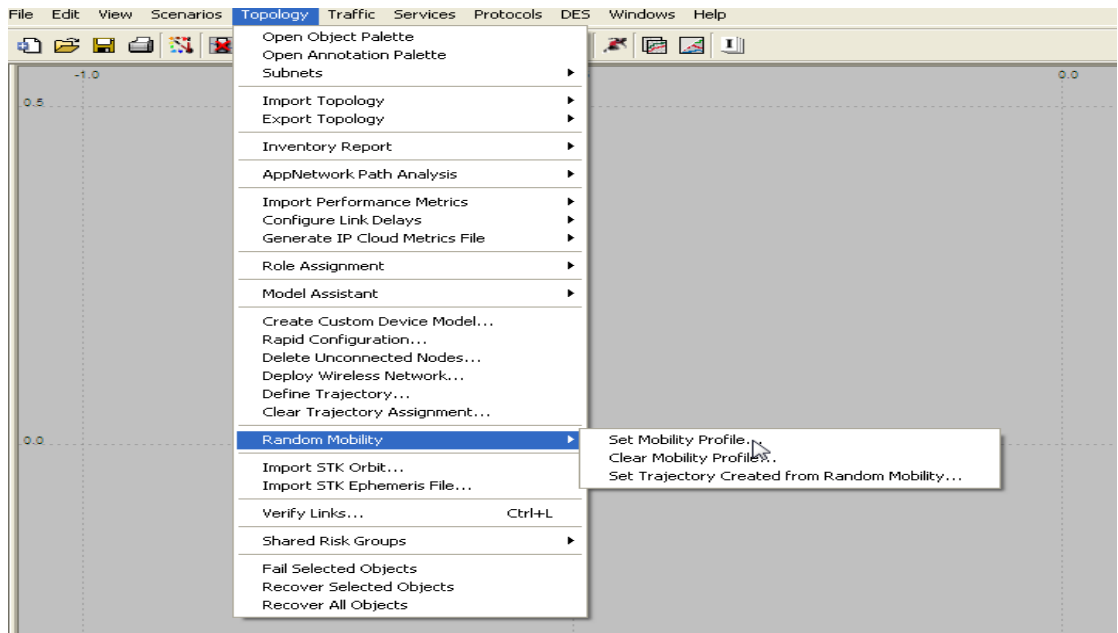 File Edit View Scenarios Topology Traffic Services Protocols DES Windows Help
-1.0 0.0
0.5
0.0
Open Object Palette
Open Annotation Palette
Subnets
Import Topology
Export Topology
Inventory Report
AppNetwork Path Analysis
Import Performance Metrics
Configure Link Delays
Generate IP Cloud Metrics File
Role Assignment
Model Assistant
Create Custom Device Model...
Rapid Configuration...
Delete Unconnected Nodes...
Deploy Wireless Network...
Define Trajectory...
Clear Trajectory Assignment...
Random Mobility
Import STK Orbit...
Import STK Ephemeris File...
Verify Links... Ctrl+L
Shared Risk Groups
Fail Selected Objects
Recover Selected Objects
Recover All Objects
Set Mobility Profile...
Clear Mobility Profile...
Set Trajectory Created from Random Mobility...